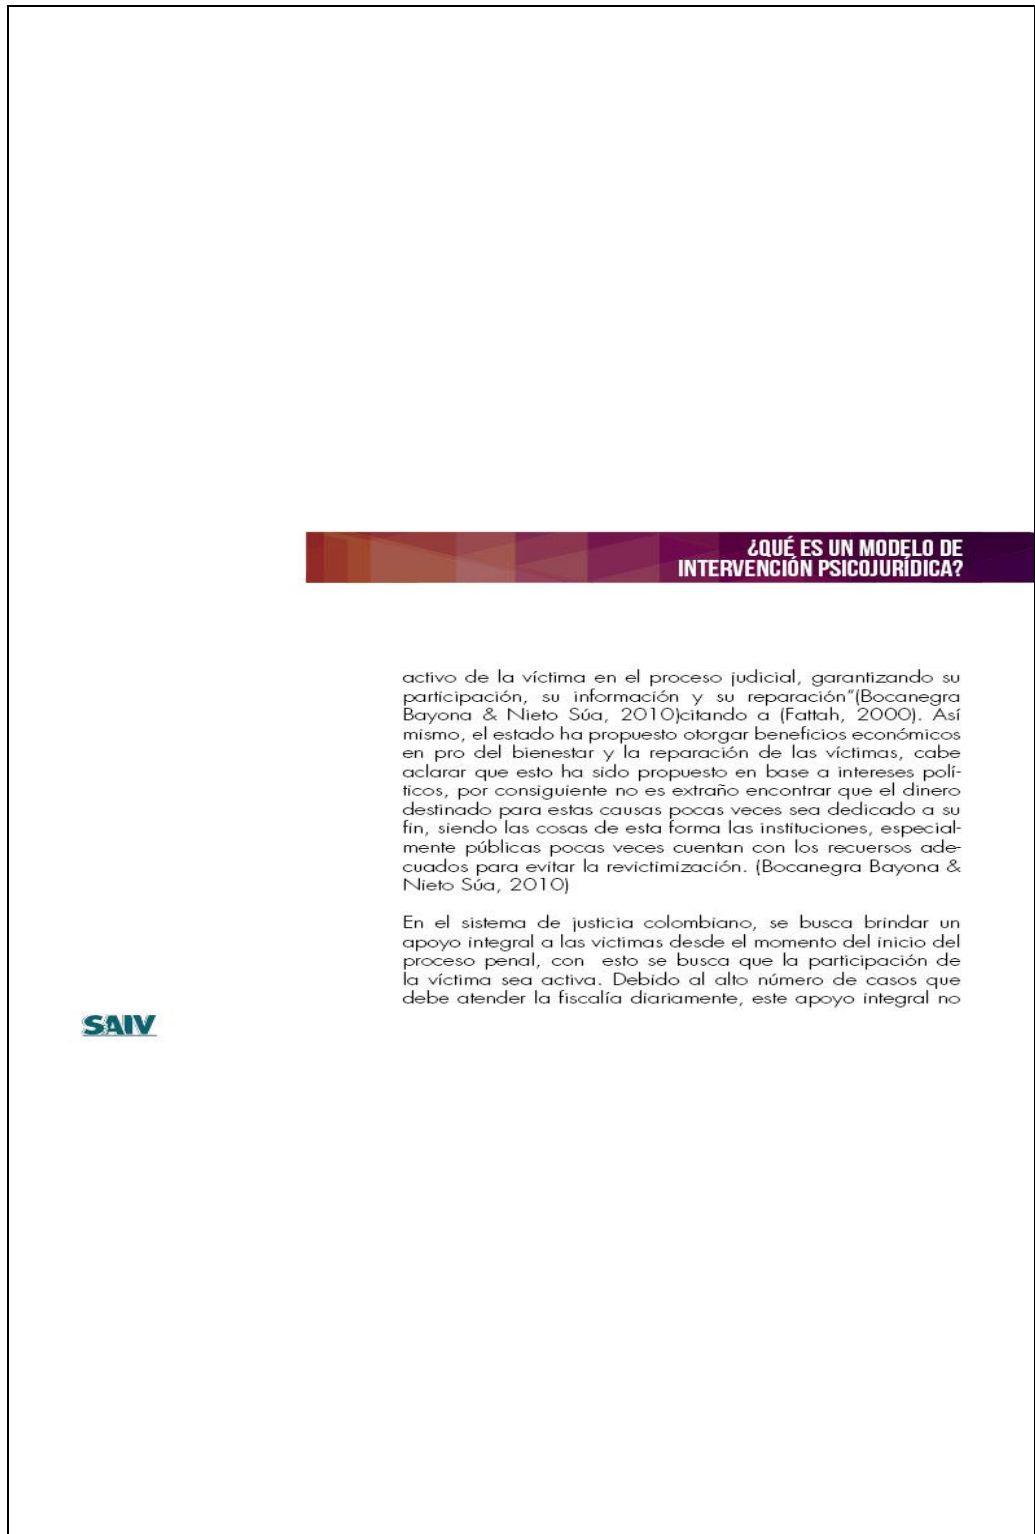 ¿QUÉ ES UN MODELO DE
INTERVENCIÓN PSICOJURÍDICA?
activo de la víctima en el proceso judicial, garantizando su
participación, su información y su reparación”(Bocanegra
Bayona & Nieto Súa, 2010)citando a (Fattah, 2000). Así
mismo, el estado ha propuesto otorgar beneficios económicos
en pro del bienestar y la reparación de las víctimas, cabe
aclarar que esto ha sido propuesto en base a intereses polí-
ticos, por consiguiente no es extraño encontrar que el dinero
destinado para estas causas pocas veces sea dedicado a su
fin, siendo las cosas de esta forma las instituciones, especial-
mente públicas pocas veces cuentan con los recuersos ade-
cuados para evitar la revictimización. (Bocanegra Bayona &
Nieto Súa, 2010)
En el sistema de justicia colombiano, se busca brindar un
apoyo integral a las victimas desde el momento del inicio del
proceso penal, con  esto se busca que la participación de
la víctima sea activa. Debido al alto número de casos que
debe atender la fiscalía diariamente, este apoyo integral no
SAIV